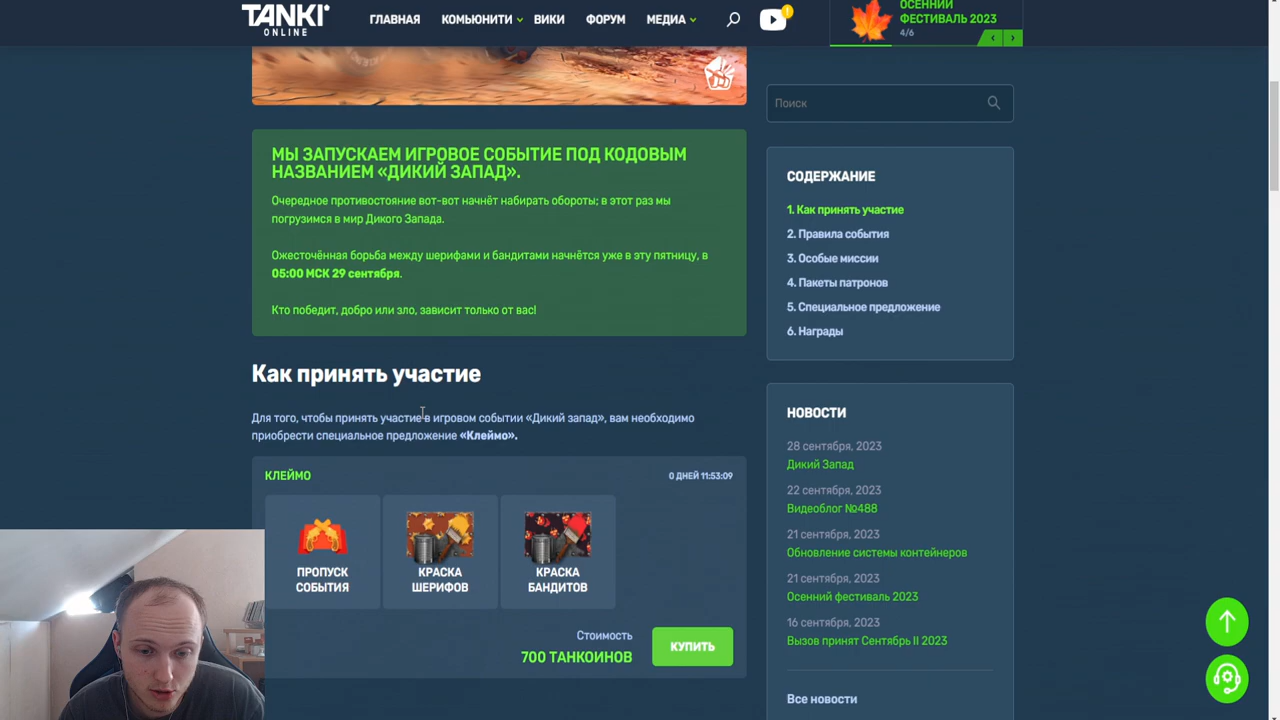 TANKI
ONLINE
ГЛАВНАЯ
КОМЬЮНИТИ
ВИКИ
ФОРУМ
МЕДИА
1
ОСЕННИЙ
ФЕСТИВАЛЬ 2023
4/6
МЫ ЗАПУСКАЕМ ИГРОВОЕ СОБЫТИЕ ПОД КОДОВЫМ
НАЗВАНИЕМ «ДИКИЙ ЗАПАД».
Очередное противостояние вот-вот начнёт набирать обороты; в этот раз мы
погрузимся в мир Дикого Запада.
Ожесточённая борьба между шерифами и бандитами начнётся уже в эту пятницу, в
05:00 МСК 29 сентября.
Кто победит, добро или зло, зависит только от вас!
Как принять участие
Для того, чтобы принять участие в игровом событии «Дикий запад», вам необходимо
приобрести специальное предложение «Клеймо».
КЛЕЙМО
0 ДНЕЙ 11:53:09
ПРОПУСК
СОБЫТИЯ
КРАСКА
ШЕРИФОВ
КРАСКА
БАНДИТОВ
Стоимость
700 ТАНКОИНОВ
КУПИТЬ
Поиск
СОДЕРЖАНИЕ
1. Как принять участие
2. Правила события
3. Особые миссии
4. Пакеты патронов
5. Специальное предложение
6. Награды
НОВОСТИ
28 сентября, 2023
Дикий Запад
22 сентября, 2023
Видеоблог №488
21 сентября, 2023
Обновление системы контейнеров
21 сентября, 2023
Осенний фестиваль 2023
16 сентября, 2023
Вызов принят Сентябрь II 2023
Все новости